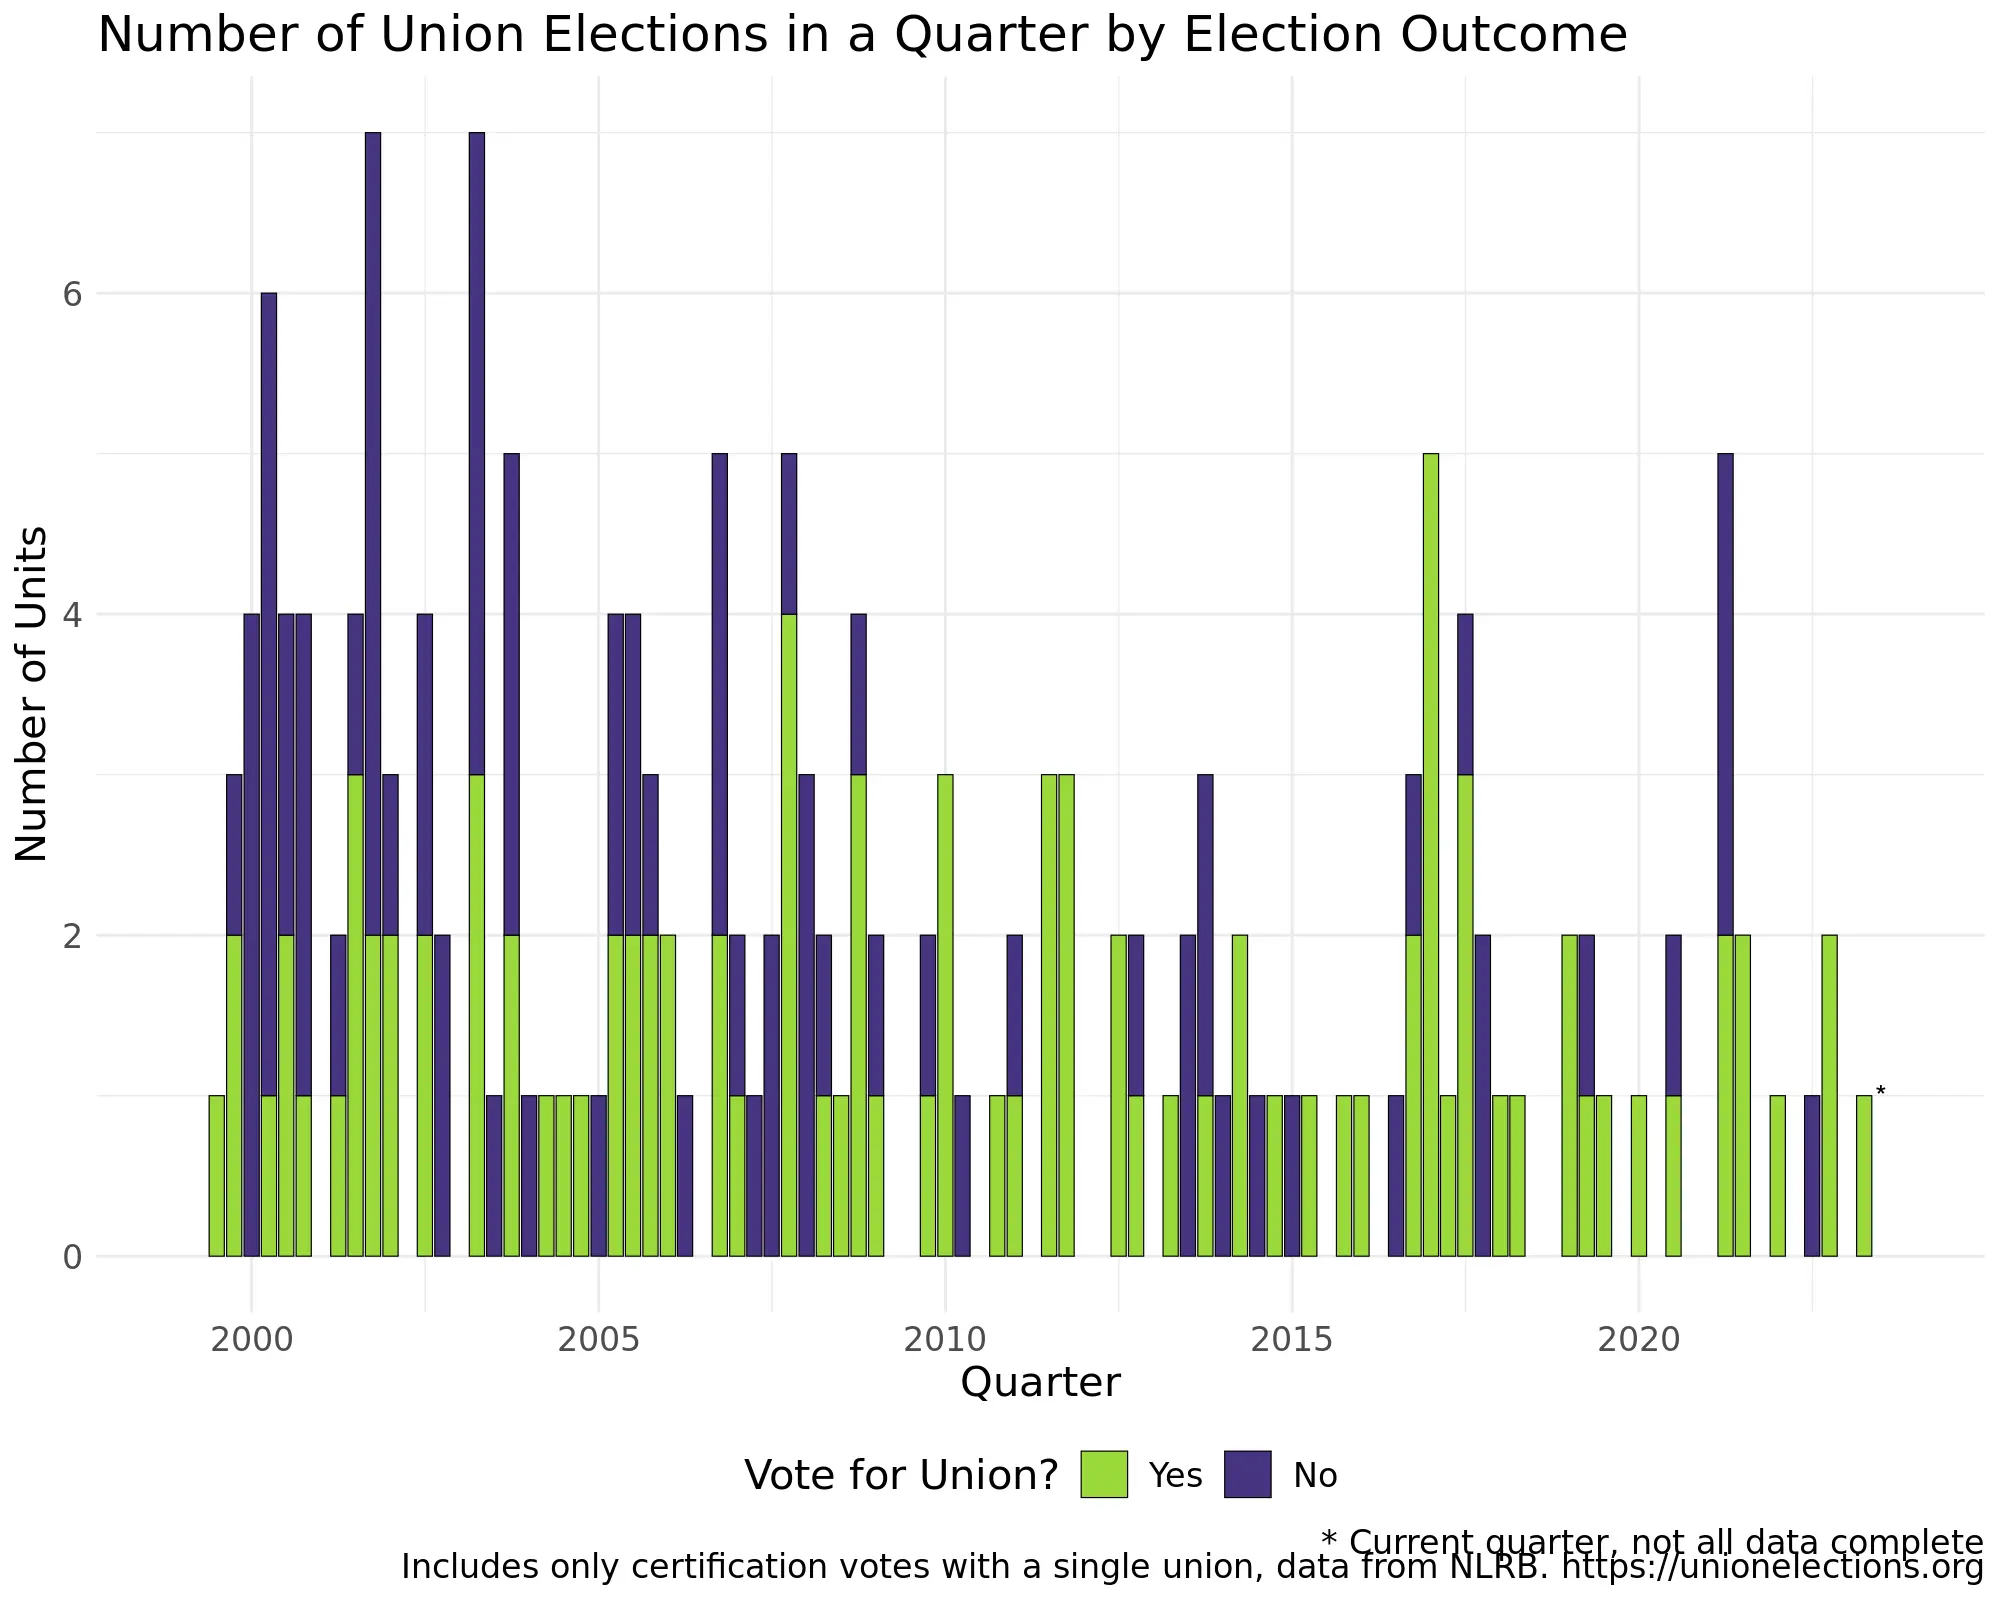 Number of Union Elections in a Quarter by Election Outcome
Number of Units
6
4
2
0
*
2000 2005 2010 2015 2020
Quarter
Vote for Union? Yes No
* Current quarter, not all data complete
Includes only certification votes with a single union, data from NLRB. https://unionelections.org